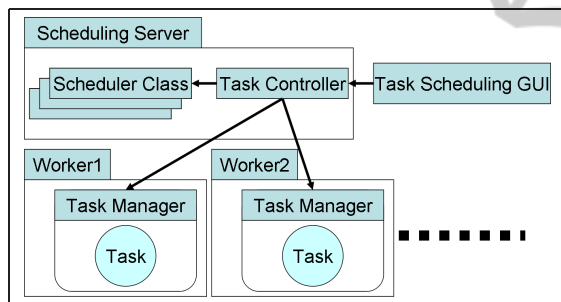 Scheduling Server
Scheduler Class
Task Controller
Task Scheduling GUI
Worker1
Worker2
Task Manager
Task Manager
Task
Task